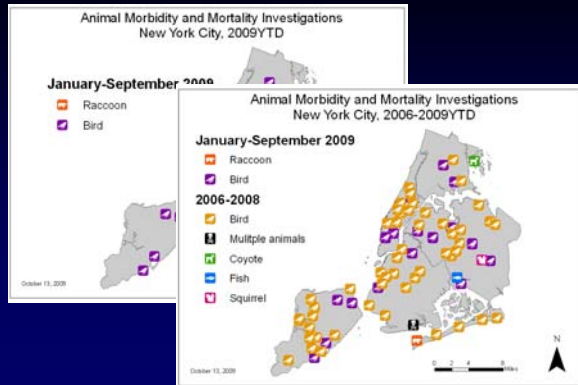 Animal Morbidity and Mortality Investigations
New York City, 2009YTD
January-September 2009
Raccoon
Bird
October 13, 2009
Animal Morbidity and Mortality Investigations
New York City, 2006-2009YTD
January-September 2009
Raccoon
Bird
2006-2008
Bird
Mulitple animals
Coyote
Fish
Squirrel
October 13, 2009
N
0 2 4 8
Miles